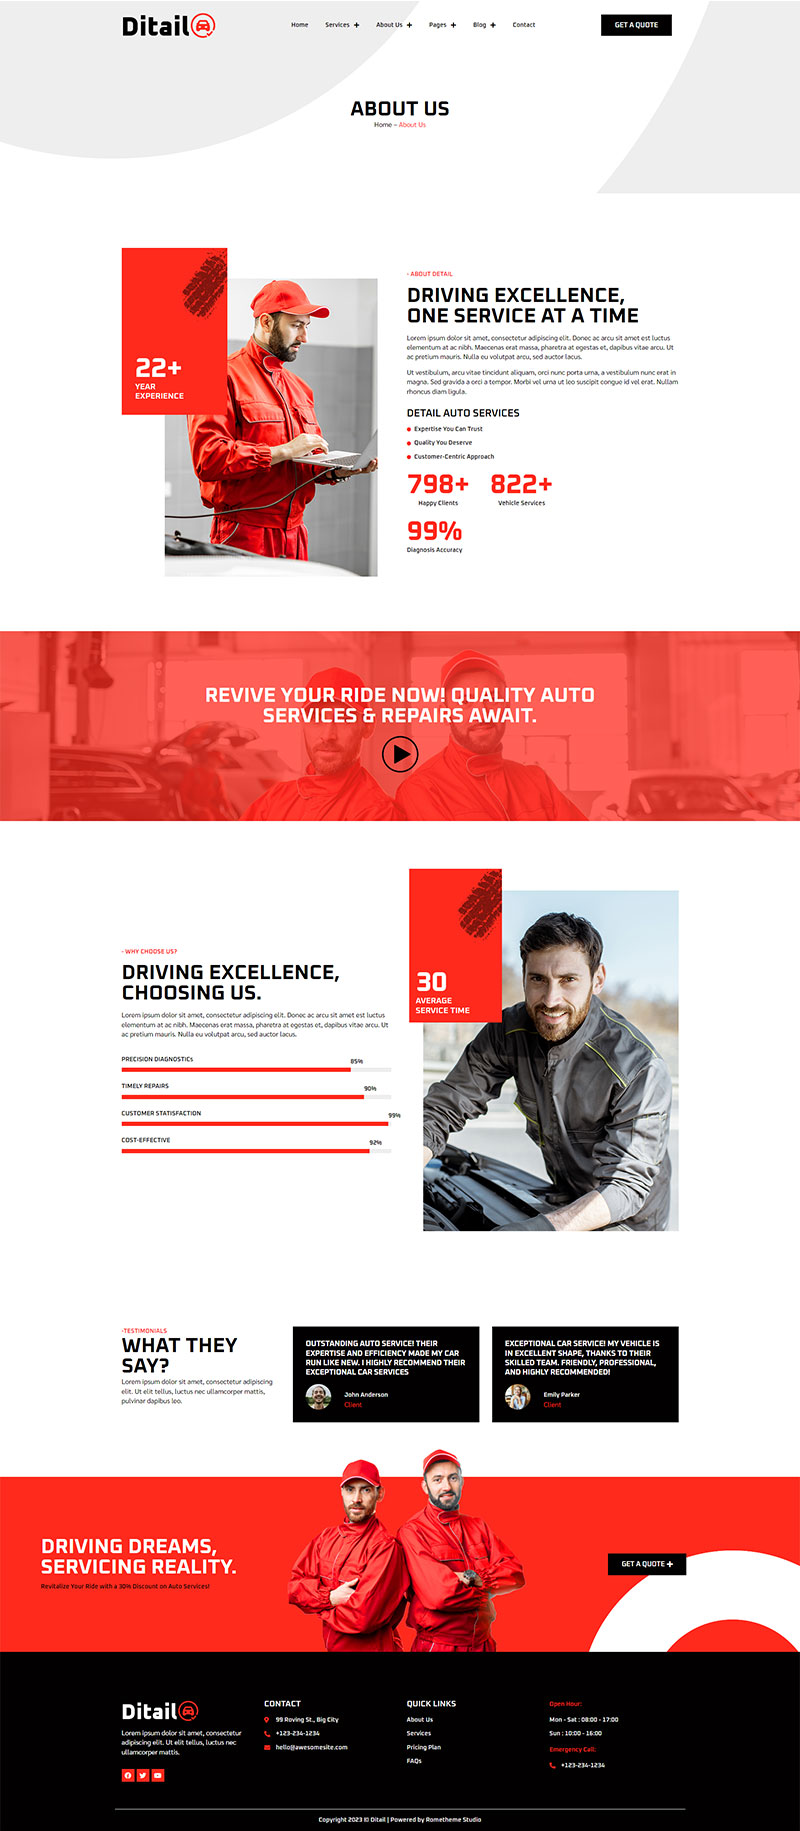 Ditail
Home Services About Us Pages Blog Contact
GET A QUOTE
ABOUT US
Home – About Us
22+
YEAR
EXPERIENCE
- ABOUT DETAIL
DRIVING EXCELLENCE,
ONE SERVICE AT A TIME
Lorem ipsum dolor sit amet, consectetur adipiscing elit. Donec ac arcu sit amet est luctus
elementum at ac nibh. Maecenas erat massa, pharetra at egestas et, dapibus vitae arcu. Ut
ac pretium mauris. Nulla eu volutpat arcu, sed auctor lacus.
Ut vestibulum, arcu vitae tincidunt aliquam, orci nunc porta urna, a vestibulum nunc erat in
magna. Sed gravida a orci a tempor. Morbi vel urna ut leo suscipit congue id vel erat. Nullam
rhoncus diam ligula.
DETAIL AUTO SERVICES
Expertise You Can Trust
Quality You Deserve
Customer-Centric Approach
798+ 822+
Happy Clients Vehicle Services
99%
Diagnosis Accuracy
REVIVE YOUR RIDE NOW! QUALITY AUTO
SERVICES & REPAIRS AWAIT.
- WHY CHOOSE US?
DRIVING EXCELLENCE,
CHOOSING US.
Lorem ipsum dolor sit amet, consectetur adipiscing elit. Donec ac arcu sit amet est luctus
elementum at ac nibh. Maecenas erat massa, pharetra at egestas et, dapibus vitae arcu. Ut
ac pretium mauris. Nulla eu volutpat arcu, sed auctor lacus.
PRECISION DIAGNOSTICs 85%
TIMELY REPAIRS 90%
CUSTOMER STATISFACTION 99%
COST-EFFECTIVE 92%
30
AVERAGE
SERVICE TIME
-TESTIMONIALS
WHAT THEY
SAY?
Lorem ipsum dolor sit amet, consectetur adipiscing
elit. Ut elit tellus, luctus nec ullamcorper mattis,
pulvinar dapibus leo.
OUTSTANDING AUTO SERVICE! THEIR
EXPERTISE AND EFFICIENCY MADE MY CAR
RUN LIKE NEW. I HIGHLY RECOMMEND THEIR
EXCEPTIONAL CAR SERVICES
John Anderson
Client
EXCEPTIONAL CAR SERVICE! MY VEHICLE IS
IN EXCELLENT SHAPE, THANKS TO THEIR
SKILLED TEAM. FRIENDLY, PROFESSIONAL,
AND HIGHLY RECOMMENDED!
Emily Parker
Client
DRIVING DREAMS,
SERVICING REALITY.
Revitalize Your Ride with a 30% Discount on Auto Services!
GET A QUOTE
Ditail
Lorem ipsum dolor sit amet, consectetur
adipiscing elit. Ut elit tellus, luctus nec
ullamcorper mattis.
CONTACT
99 Roving St., Big City
+123-234-1234
hello@awesomesite.com
QUICK LINKS
About Us
Services
Pricing Plan
FAQs
Open Hour:
Mon - Sat : 08:00 - 17:00
Sun : 10:00 - 16:00
Emergency Call:
+123-234-1234
Copyright 2023 © Ditail | Powered by Rometheme Studio